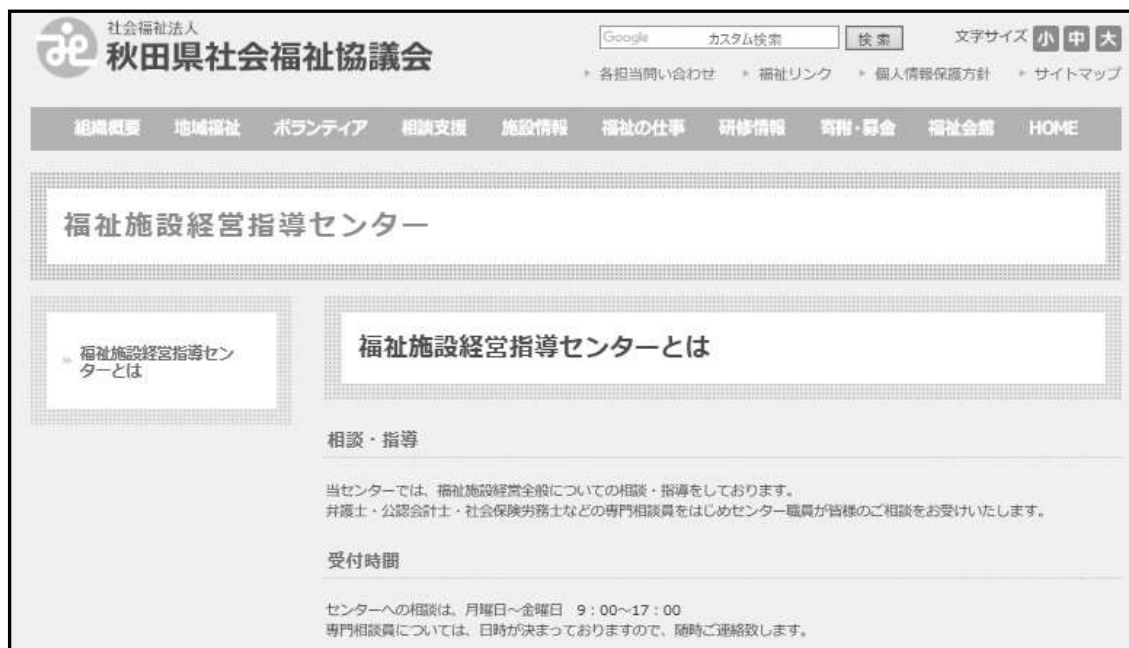 社会福祉法人
秋田県社会福祉協議会
Google カスタム検索 検索 文字サイズ 小 中 大
各担当問い合わせ 福祉リンク 個人情報保護方針 サイトマップ
組織概要 地域福祉 ボランティア 相談支援 施設情報 福祉の仕事 研修情報 寄附・募金 福祉会館 HOME
福祉施設経営指導センター
福祉施設経営指導セン
ターとは
福祉施設経営指導センターとは
相談・指導
当センターでは、福祉施設経営全般についての相談・指導をしております。
弁護士・公認会計士・社会保険労務士などの専門相談員をはじめセンター職員が皆様のご相談をお受けいたします。
受付時間
センターへの相談は、月曜日～金曜日 9：00～17：00
専門相談員については、日時が決まっておりますので、随時ご連絡致します。